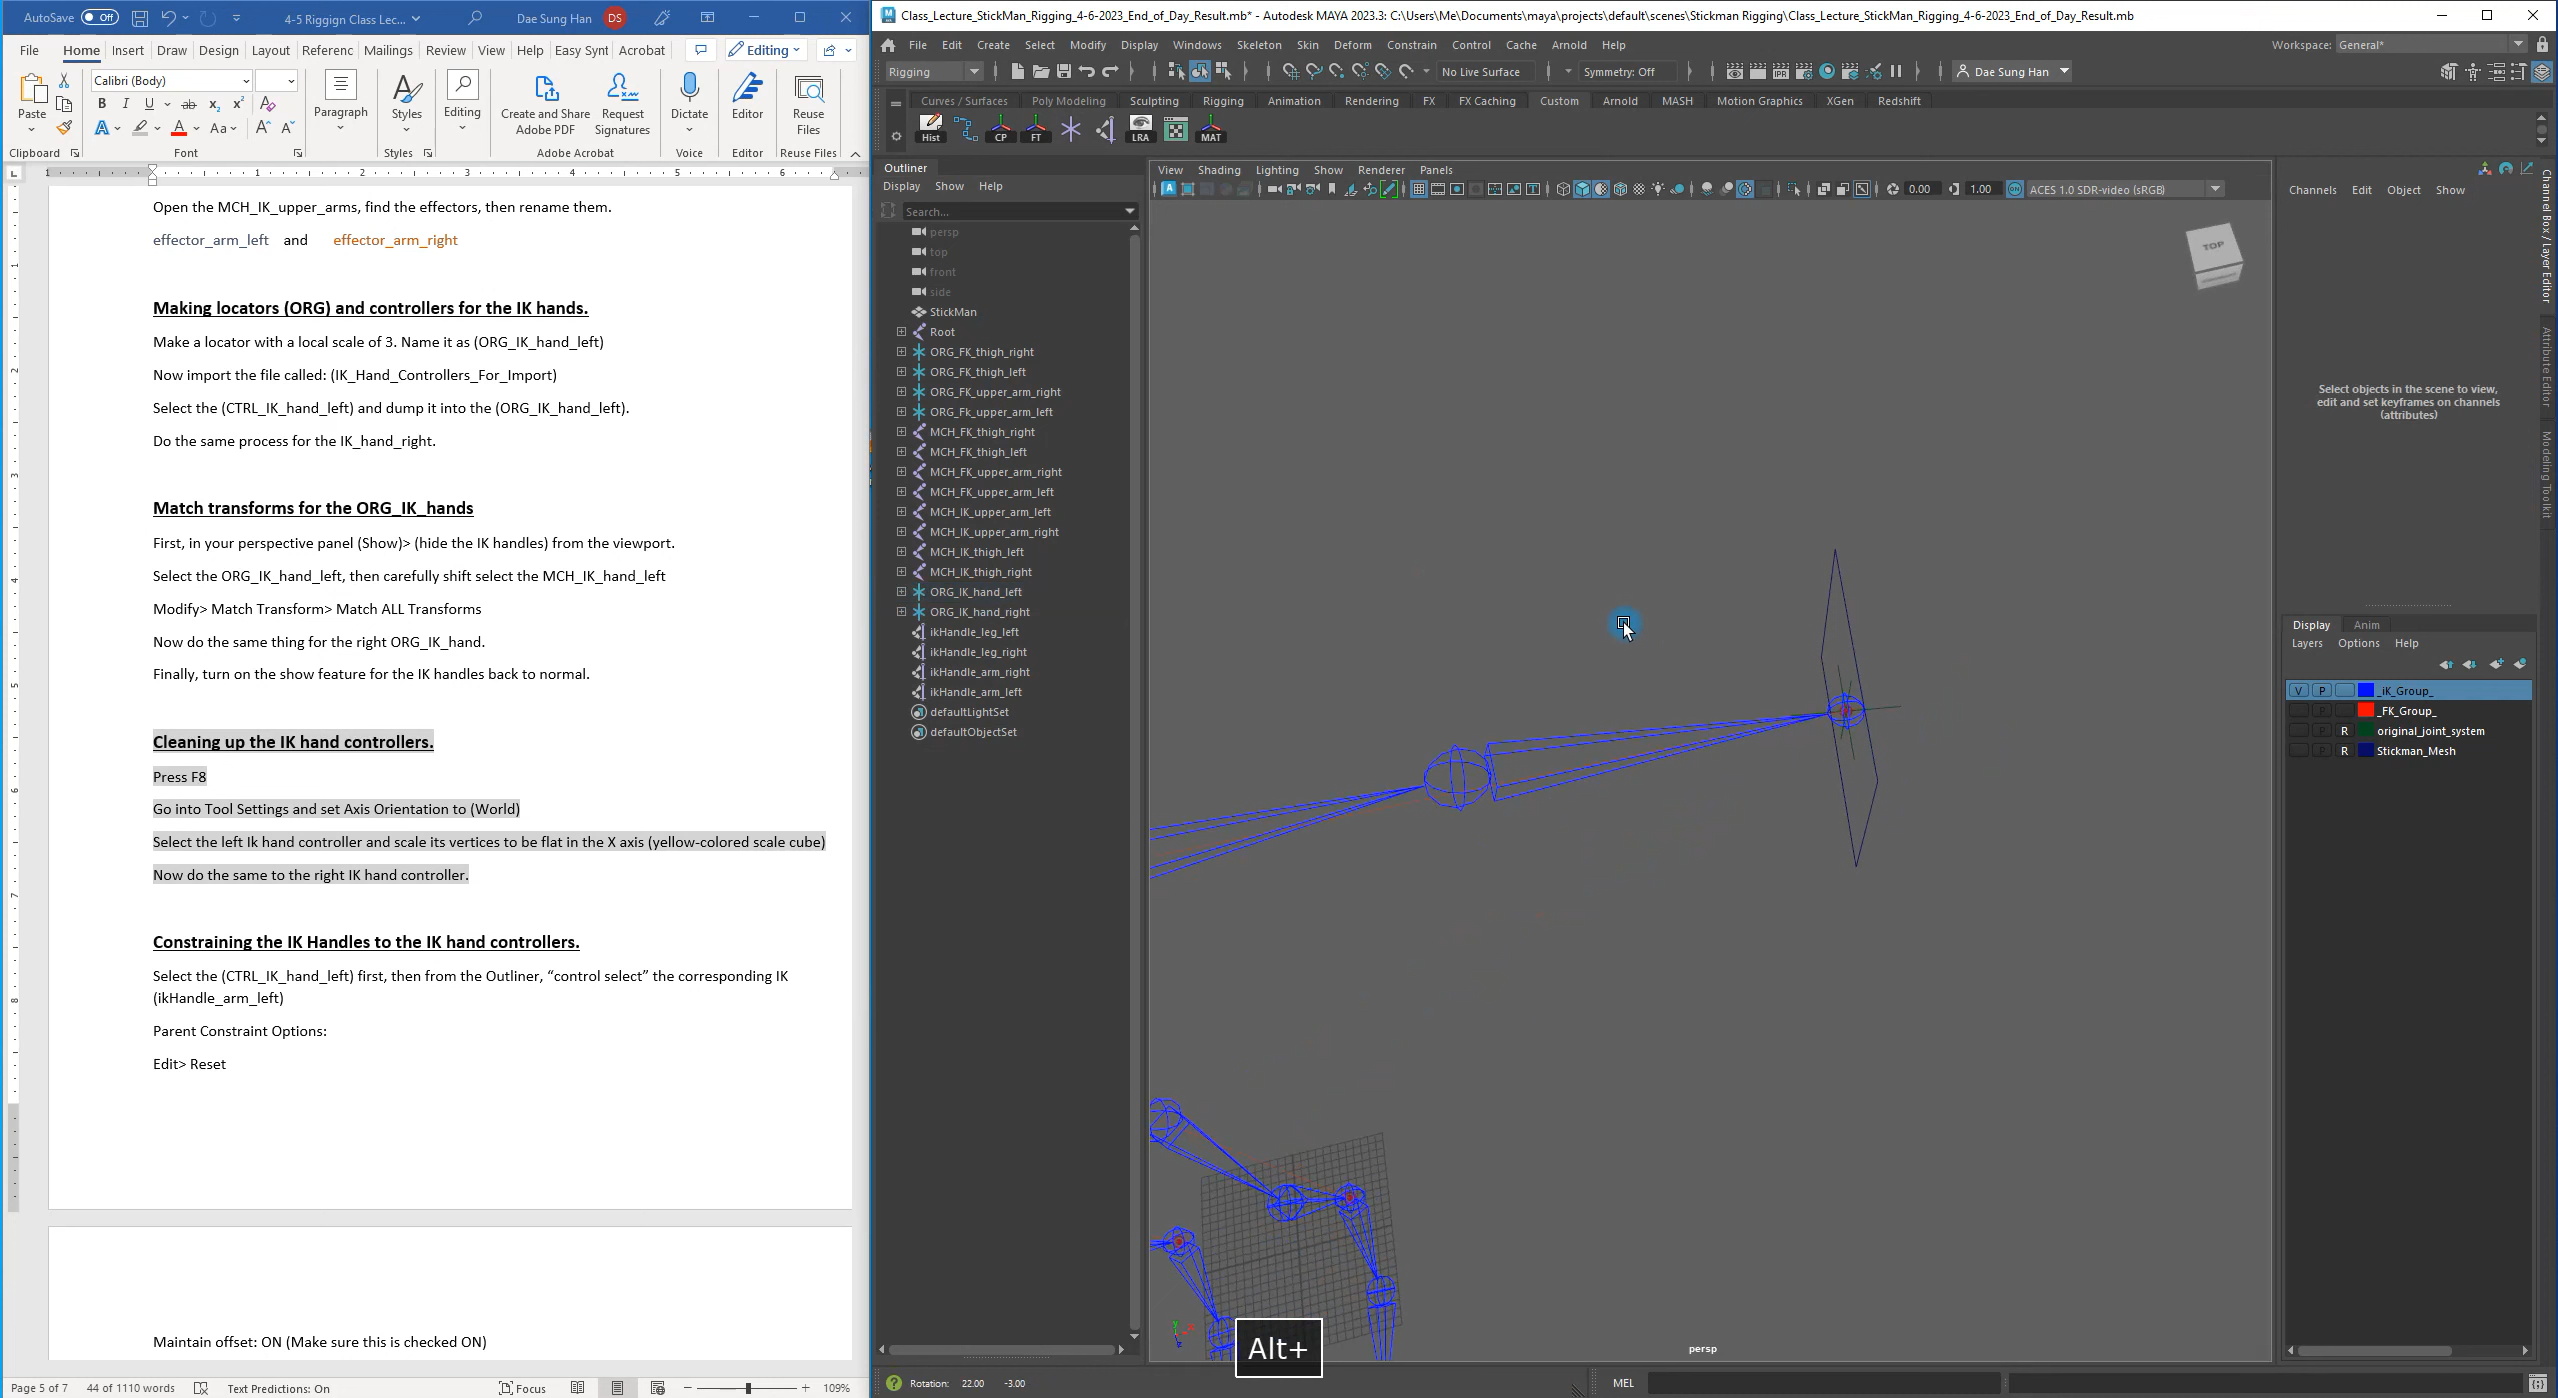 AutoSave Off 4-5 Riggign Class Lec... Dae Sung Han DS
File Home Insert Draw Design Layout Referenc Mailings Review View Help Easy Synt Acrobat Editing
Calibri (Body)
Paste B I U ab x2 x2 A Aa A A Paragraph Styles Editing Create and Share Adobe PDF Request Signatures Dictate Editor Reuse Files
Clipboard Font Styles Adobe Acrobat Voice Editor Reuse Files
Open the MCH_IK_upper_arms, find the effectors, then rename them.
effector_arm_left and effector_arm_right
Making locators (ORG) and controllers for the IK hands.
Make a locator with a local scale of 3. Name it as (ORG_IK_hand_left)
Now import the file called: (IK_Hand_Controllers_For_Import)
Select the (CTRL_IK_hand_left) and dump it into the (ORG_IK_hand_left).
Do the same process for the IK_hand_right.
Match transforms for the ORG_IK_hands
First, in your perspective panel (Show)> (hide the IK handles) from the viewport.
Select the ORG_IK_hand_left, then carefully shift select the MCH_IK_hand_left
Modify> Match Transform> Match ALL Transforms
Now do the same thing for the right ORG_IK_hand.
Finally, turn on the show feature for the IK handles back to normal.
Cleaning up the IK hand controllers.
Press F8
Go into Tool Settings and set Axis Orientation to (World)
Select the left Ik hand controller and scale its vertices to be flat in the X axis (yellow-colored scale cube)
Now do the same to the right IK hand controller.
Constraining the IK Handles to the IK hand controllers.
Select the (CTRL_IK_hand_left) first, then from the Outliner, “control select” the corresponding IK
(ikHandle_arm_left)
Parent Constraint Options:
Edit> Reset
Maintain offset: ON (Make sure this is checked ON)
Page 5 of 7 44 of 1110 words Text Predictions: On Focus 109%
Class_Lecture_StickMan_Rigging_4-6-2023_End_of_Day_Result.mb* - Autodesk MAYA 2023.3: C:\Users\Me\Documents\maya\projects\default\scenes\Stickman Rigging\Class_Lecture_StickMan_Rigging_4-6-2023_End_of_Day_Result.mb
File Edit Create Select Modify Display Windows Skeleton Skin Deform Constrain Control Cache Arnold Help Workspace: General*
Rigging No Live Surface Symmetry: Off IPR Dae Sung Han
Curves / Surfaces Poly Modeling Sculpting Rigging Animation Rendering FX FX Caching Custom Arnold MASH Motion Graphics XGen Redshift
Hist CP FT LRA MAT
Outliner
Display Show Help
Search...
persp
top
front
side
StickMan
Root
ORG_FK_thigh_right
ORG_FK_thigh_left
ORG_FK_upper_arm_right
ORG_Fk_upper_arm_left
MCH_FK_thigh_right
MCH_FK_thigh_left
MCH_FK_upper_arm_right
MCH_FK_upper_arm_left
MCH_IK_upper_arm_left
MCH_IK_upper_arm_right
MCH_IK_thigh_left
MCH_IK_thigh_right
ORG_IK_hand_left
ORG_IK_hand_right
ikHandle_leg_left
ikHandle_leg_right
ikHandle_arm_right
ikHandle_arm_left
defaultLightSet
defaultObjectSet
View Shading Lighting Show Renderer Panels
0.00 1.00 ACES 1.0 SDR-video (sRGB)
TOP
Alt+
persp
Channels Edit Object Show
Select objects in the scene to view,
edit and set keyframes on channels
(attributes)
Display Anim
Layers Options Help
V P _iK_Group_
_FK_Group_
P R original_joint_system
P R Stickman_Mesh
Channel Box / Layer Editor
Attribute Editor
Modeling Toolkit
Rotation: 22.00 -3.00 MEL